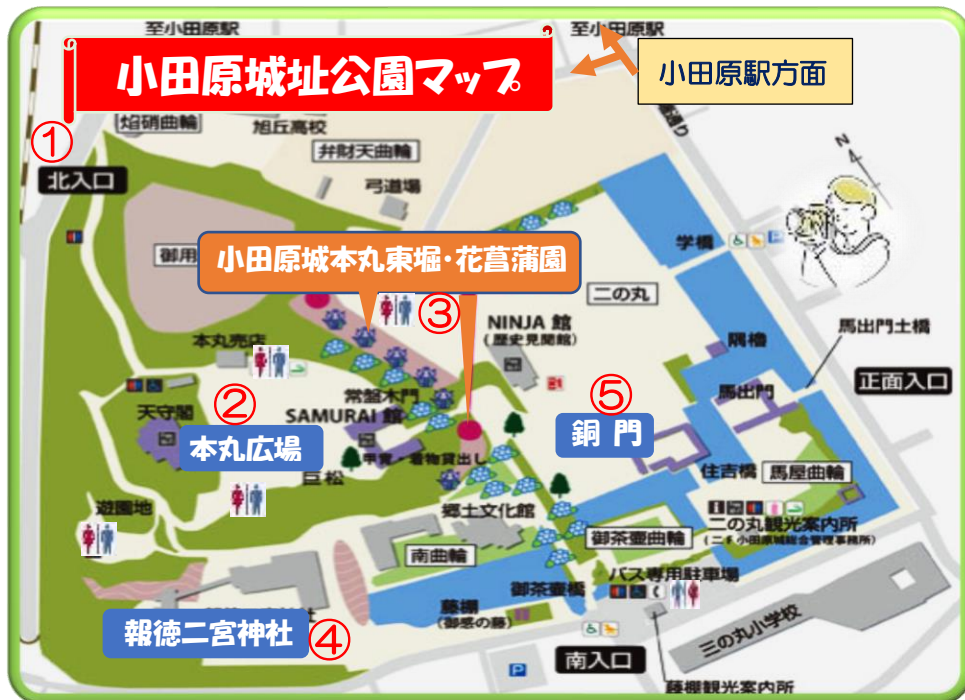 至小田原駅
至小田原駅
小田原城址公園マップ
小田原駅方面
焔硝曲輪
旭丘高校
①
弁財天曲輪
北入口
弓道場
N
学橋
P
小田原城本丸東堀・花菖蒲園
二の丸
③
NINJA 館
(歴史見聞館)
馬出門土橋
本丸売店
隅櫓
正面入口
馬出門
常盤木門
②
SAMURAI 館
⑤
天守閣
本丸広場
銅門
甲冑・着物貸出し
巨松
住吉橋
馬屋曲輪
遊園地
郷土文化館
二の丸観光案内所
御茶壷曲輪
南曲輪
バス専用駐車場
御茶壺橋
藤棚
(御感の藤)
報徳二宮神社
④
三の丸小学校
南入口
P
藤棚観光案内所